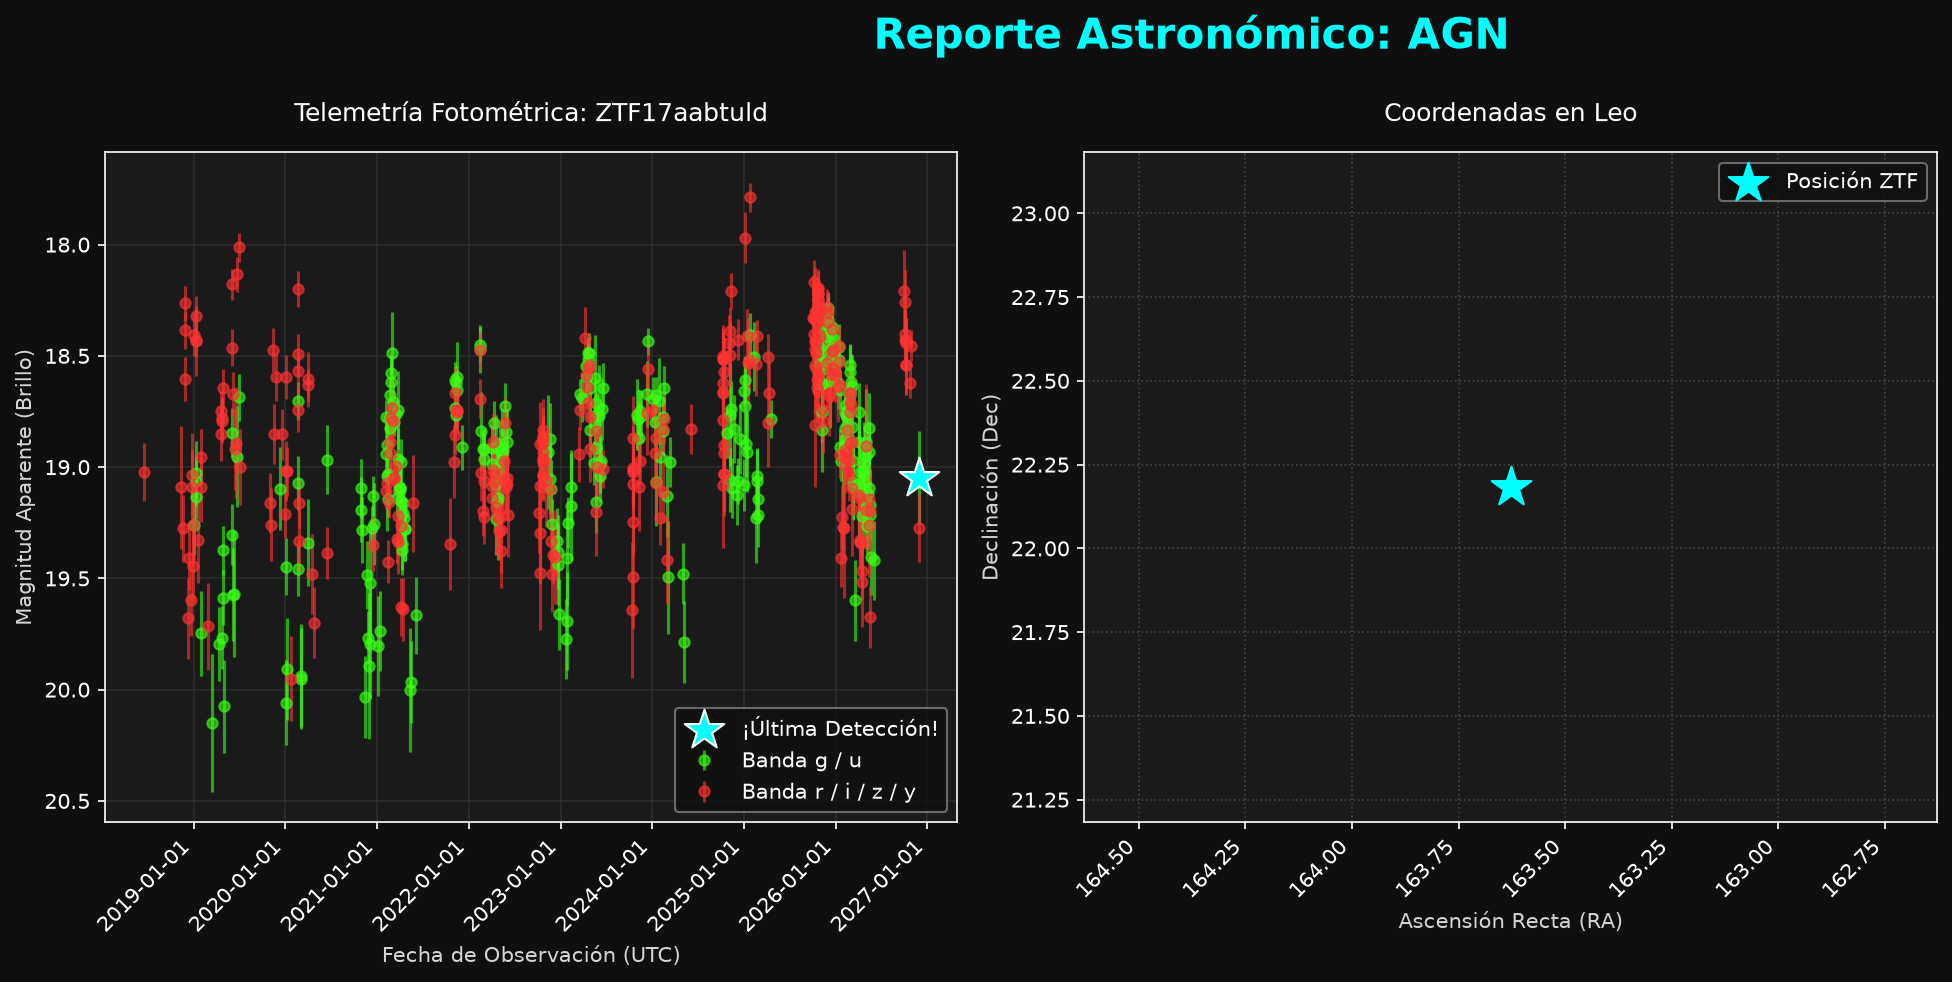 Reporte Astronómico: AGN
Telemetría Fotométrica: ZTF17aabtuld
Magnitud Aparente (Brillo)
18.0
18.5
19.0
19.5
20.0
20.5
¡Última Detección!
Banda g / u
Banda r / i / z / y
2019-01-01
2020-01-01
2021-01-01
2022-01-01
2023-01-01
2024-01-01
2025-01-01
2026-01-01
2027-01-01
Fecha de Observación (UTC)
Coordenadas en Leo
Posición ZTF
Declinación (Dec)
23.00
22.75
22.50
22.25
22.00
21.75
21.50
21.25
164.50
164.25
164.00
163.75
163.50
163.25
163.00
162.75
Ascensión Recta (RA)